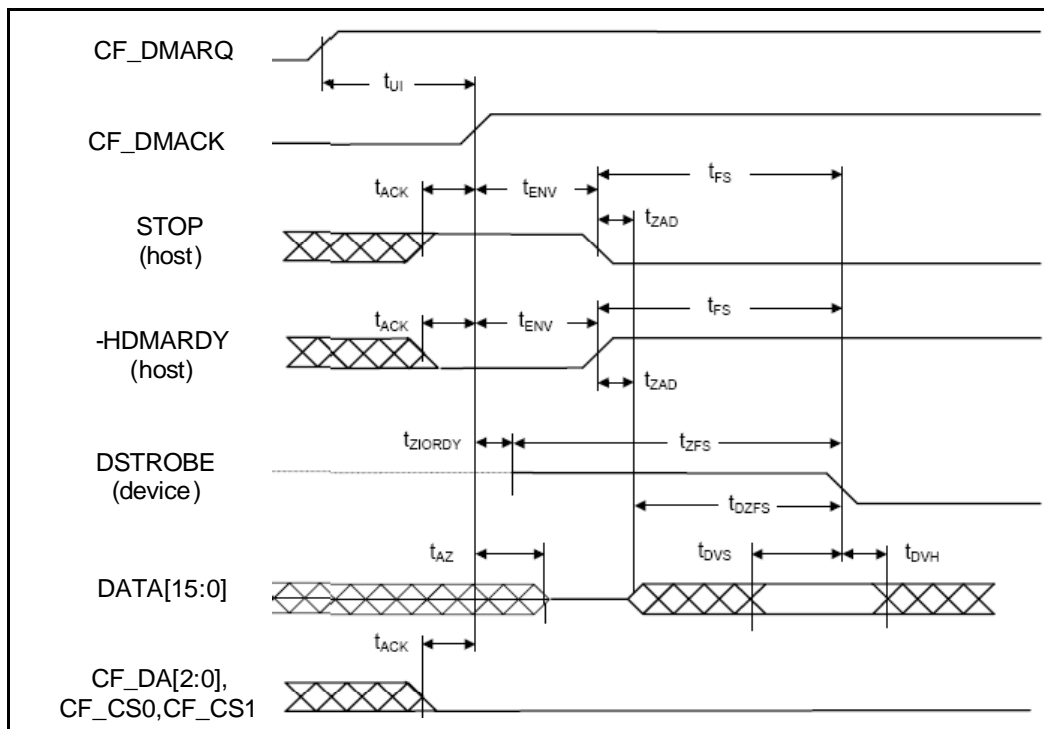 CF_DMARQ
tUI
CF_DMACK
tFS
tACK
tENV
tZAD
STOP
(host)
tFS
tACK
tENV
-HDMARDY
(host)
tZAD
tZIORDY
tZFS
DSTROBE
(device)
tDZFS
tAZ
tDVS
tDVH
DATA[15:0]
tACK
CF_DA[2:0],
CF_CS0,CF_CS1